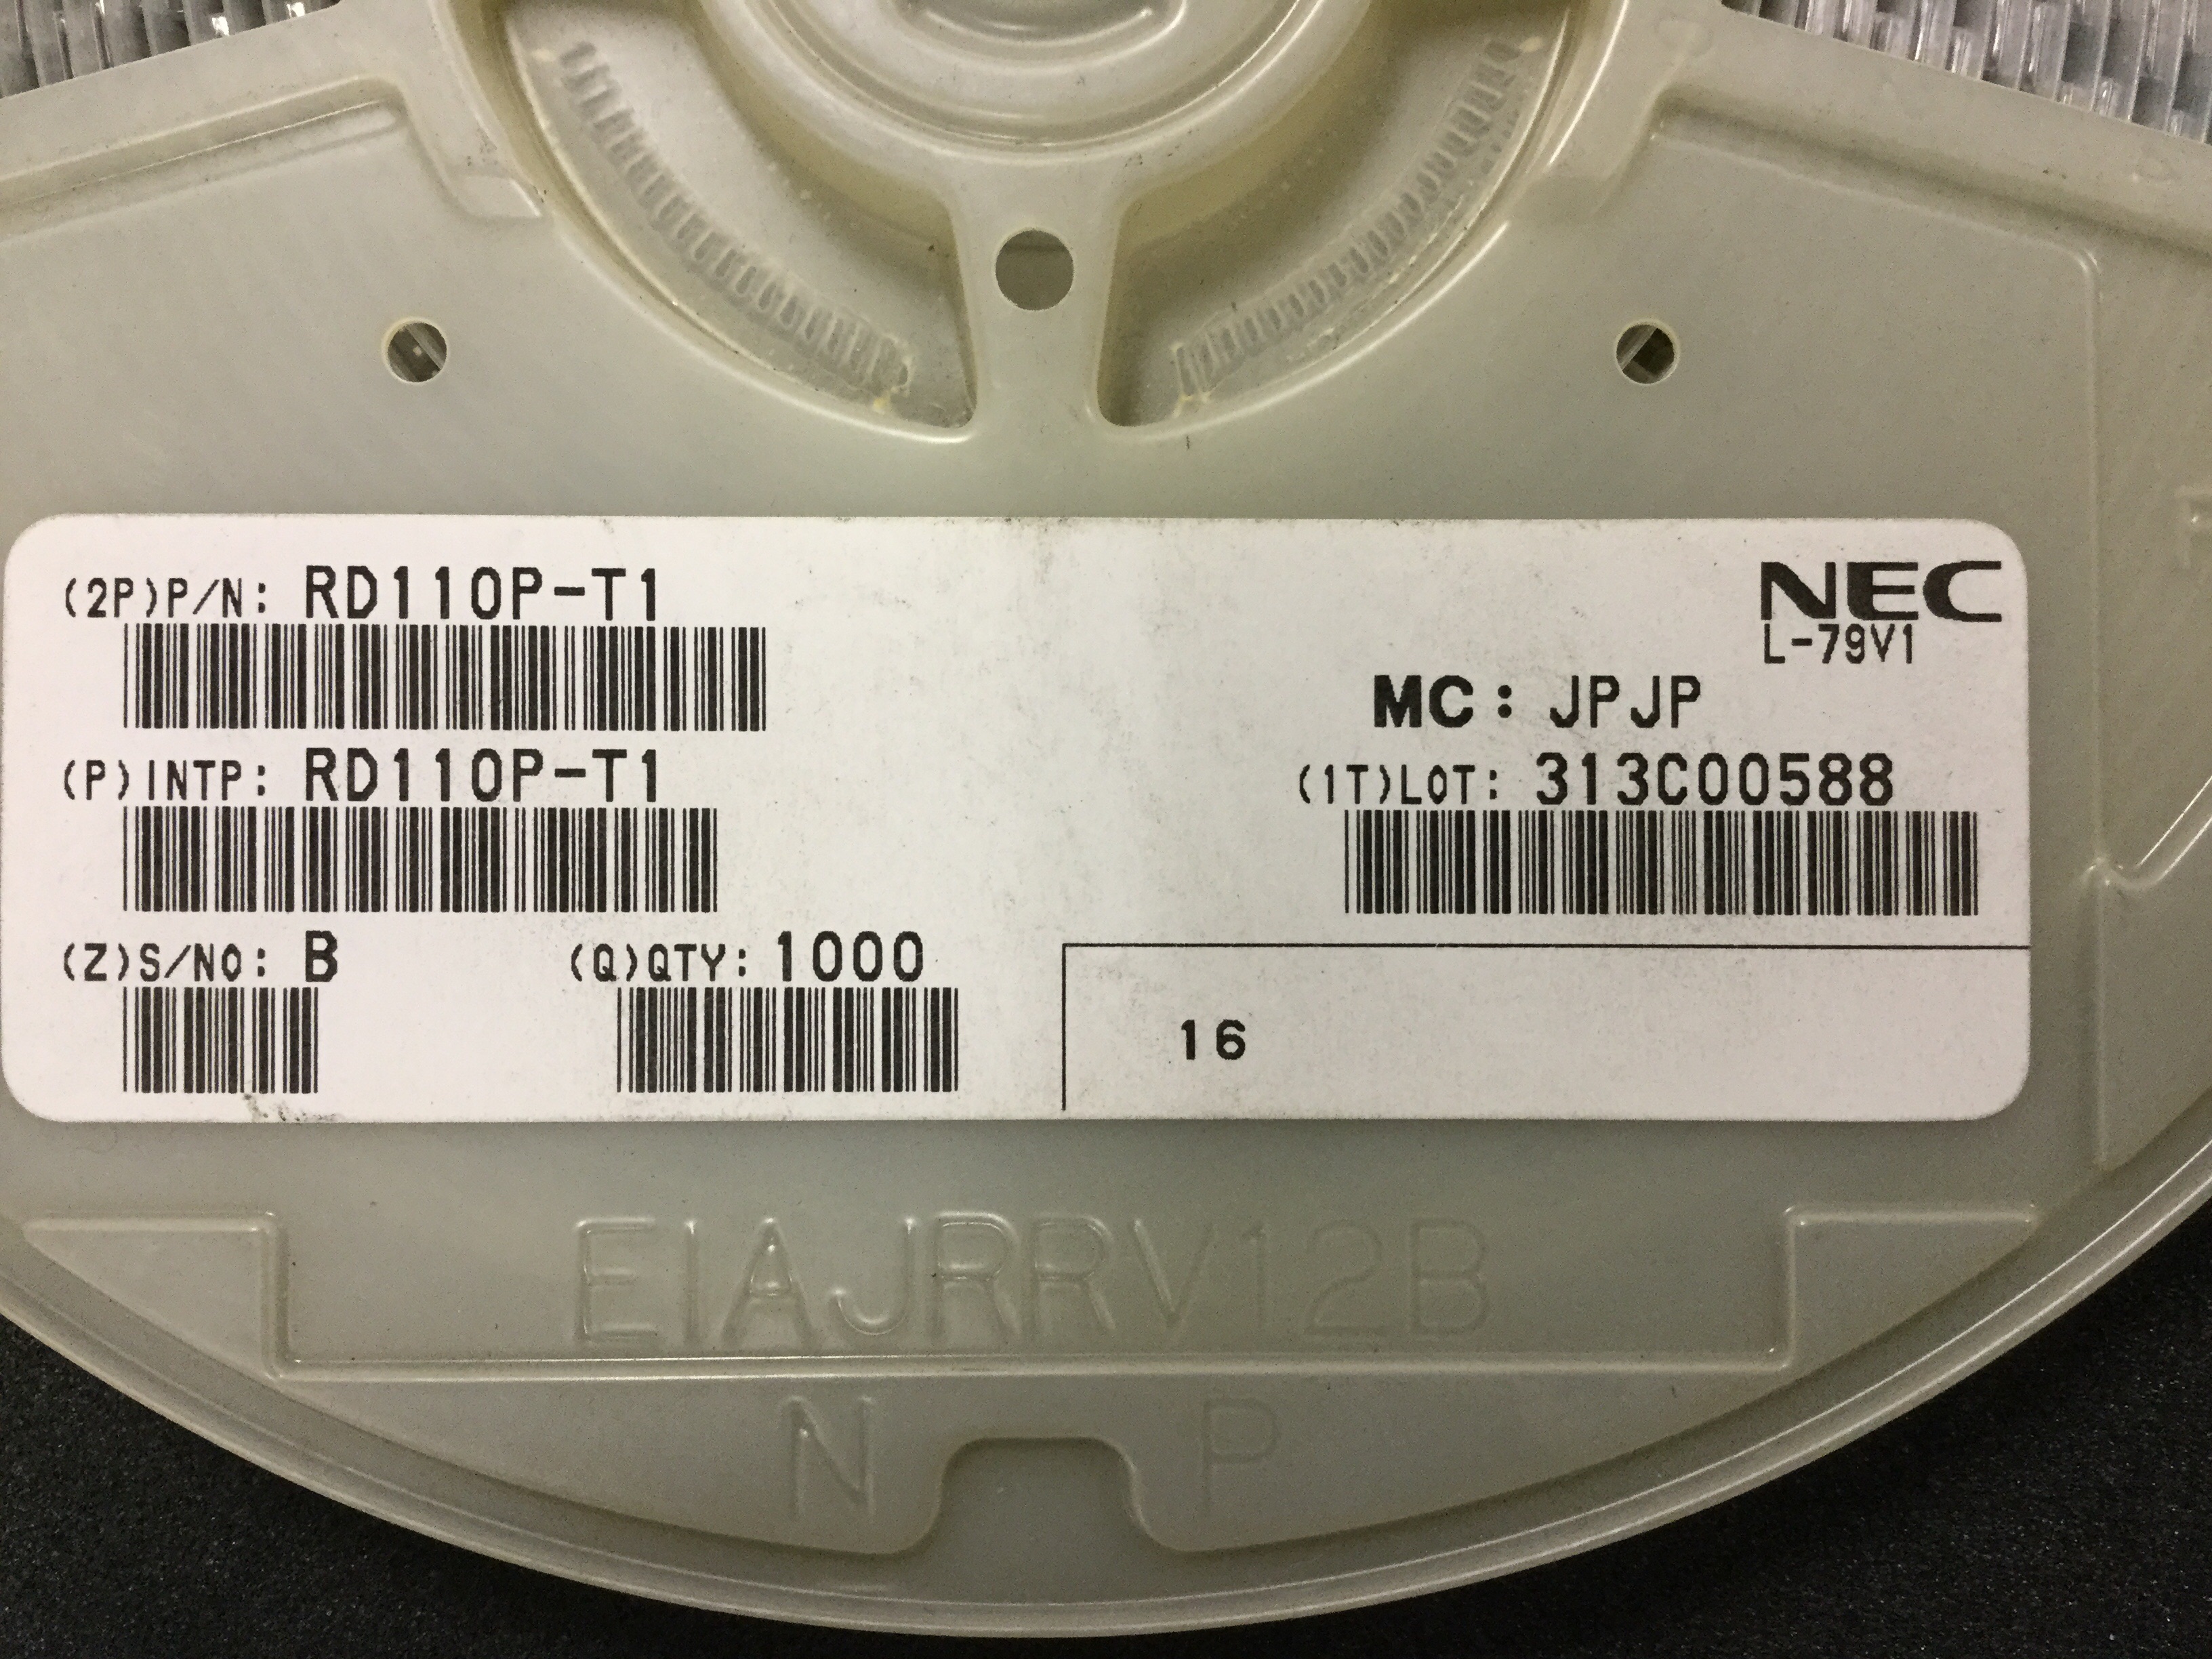 (2P)P/N: RD110P-T1
NEC
L-79V1
MC: JPJP
(P)INTP: RD110P-T1
(1T)LOT: 313C00588
(Z)S/NO: B
(Q)QTY: 1000
16
EIAJRRV12B
N P